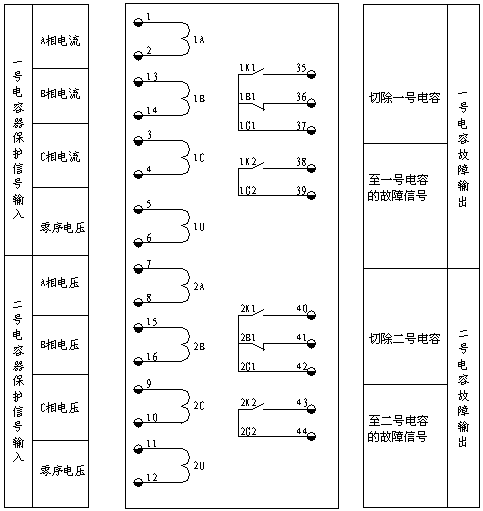 一号电容器保护信号输入
A相电流
B相电流
C相电流
零序电压
二号电容器保护信号输入
A相电压
B相电压
C相电压
零序电压
1
2
1A
13
14
1B
3
4
1C
5
6
1U
7
8
2A
15
16
2B
9
10
2C
11
12
2U
1K1
35
1B1
36
1G1
37
1K2
38
1G2
39
2K1
40
2B1
41
2G1
42
2K2
43
2G2
44
切除一号电容
至一号电容
的故障信号
切除二号电容
至二号电容
的故障信号
一号电容故障输出
二号电容故障输出